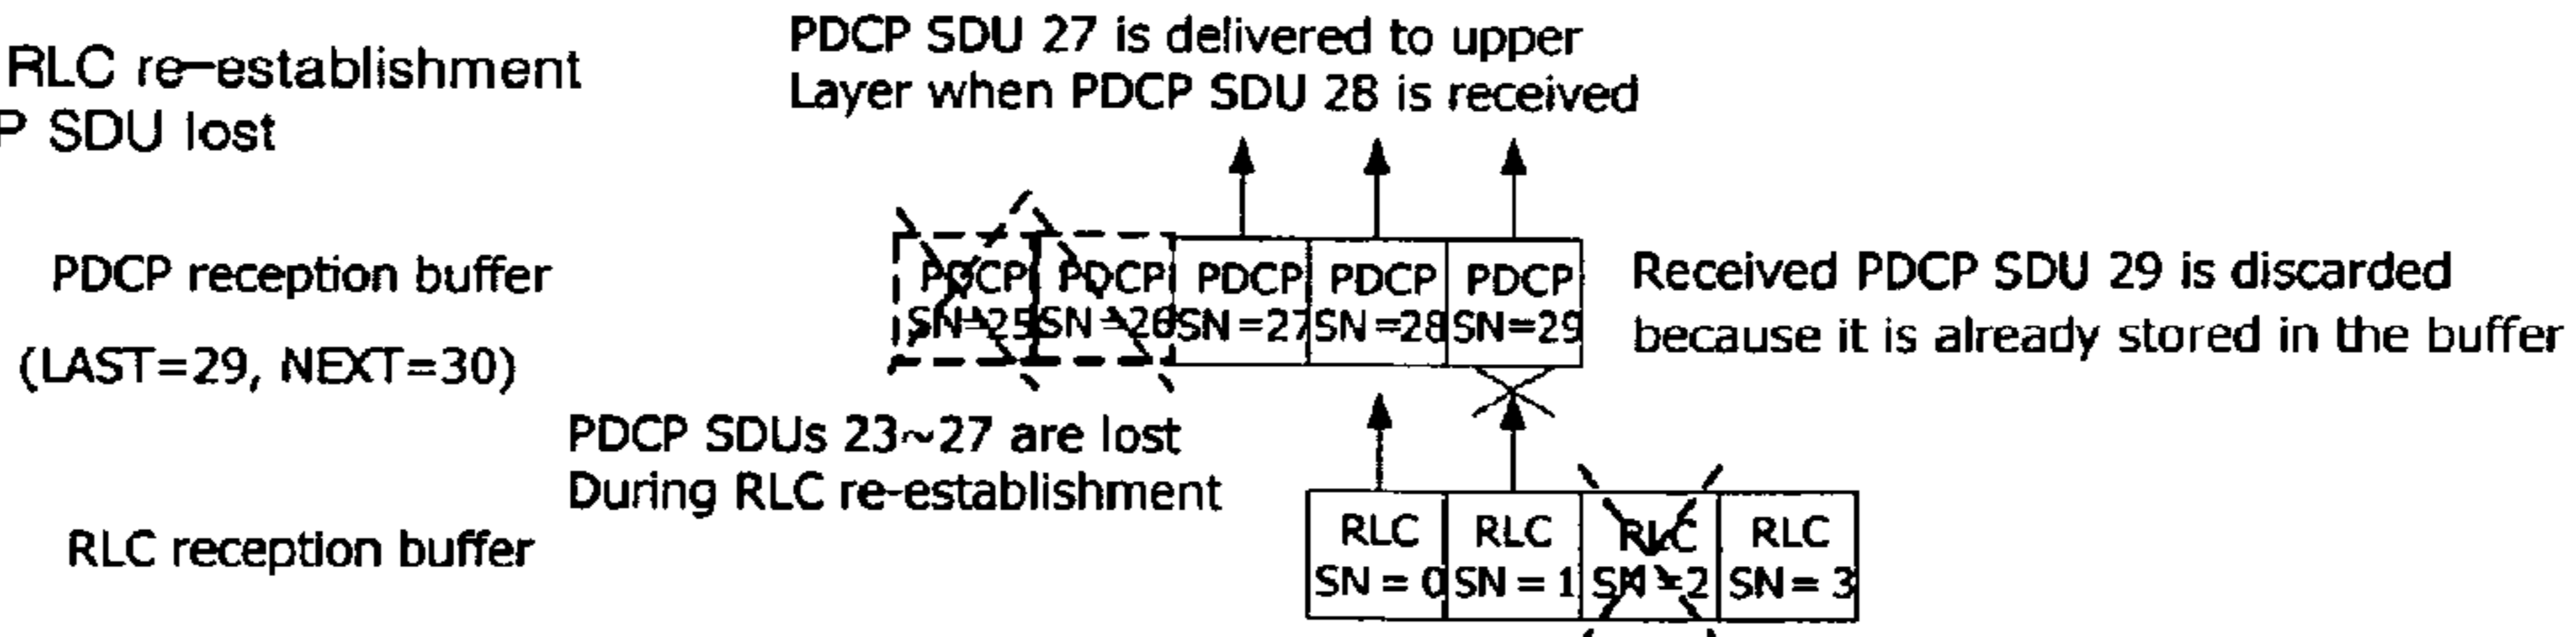 RLC re-establishment
P SDU lost
PDCP SDU 27 is delivered to upper
Layer when PDCP SDU 28 is received
PDCP reception buffer
(LAST=29, NEXT=30)
PDCP SN=25
PDCP SN=26
PDCP SN=27
PDCP SN=28
PDCP SN=29
Received PDCP SDU 29 is discarded
because it is already stored in the buffer
PDCP SDUs 23~27 are lost
During RLC re-establishment
RLC reception buffer
RLC SN = 0
RLC SN = 1
RLC SN = 2
RLC SN = 3